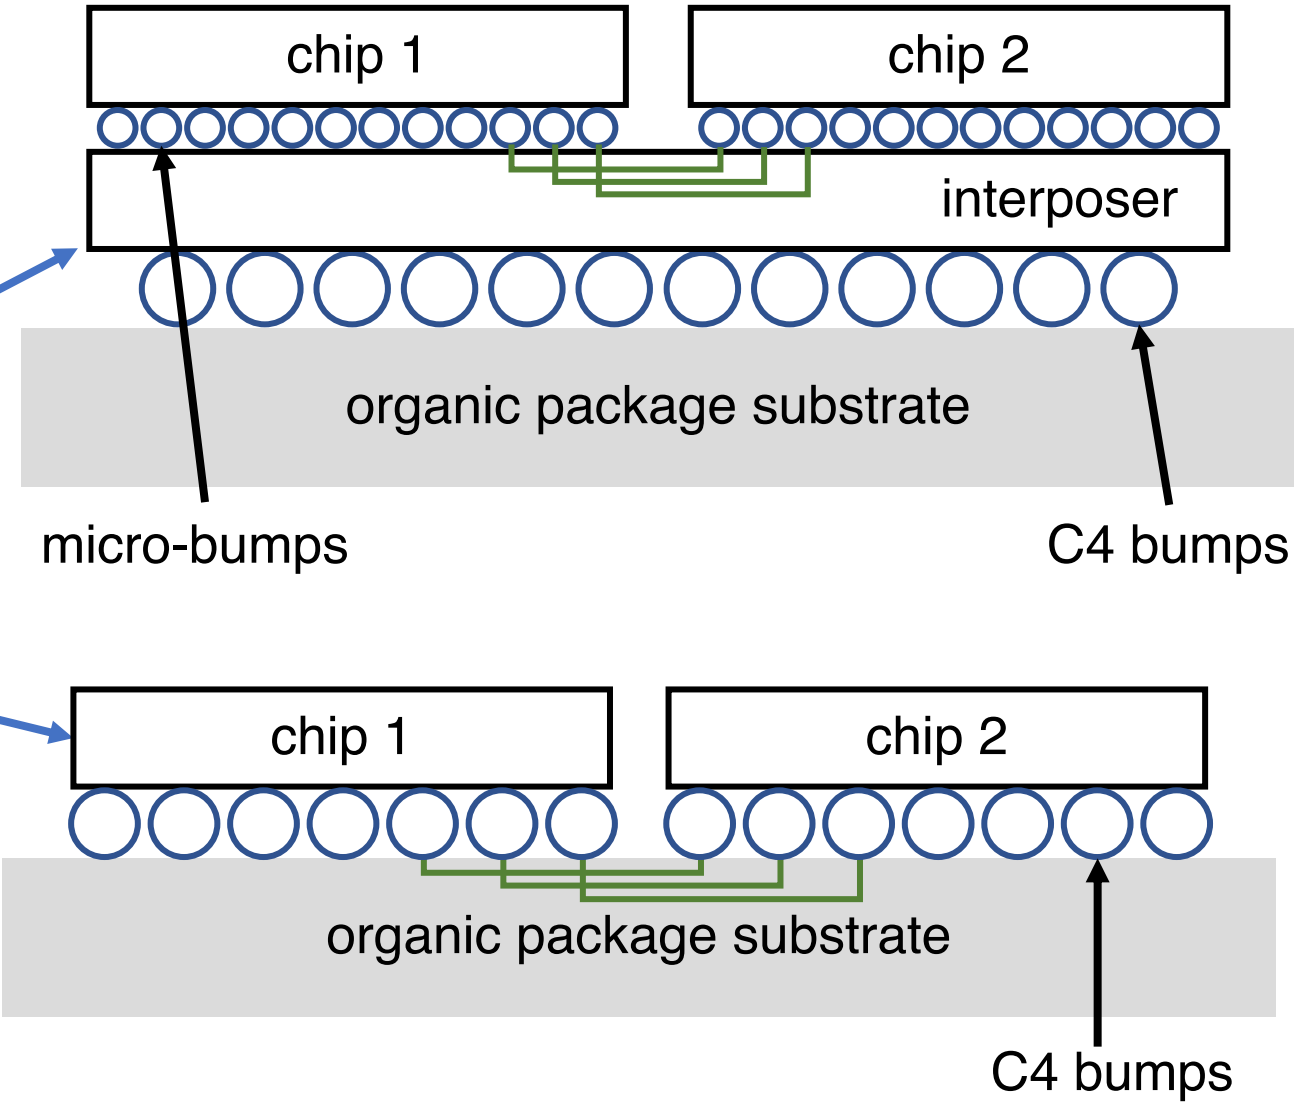 chip 1
chip 2
interposer
organic package substrate
micro-bumps
C4 bumps
chip 1
chip 2
organic package substrate
C4 bumps